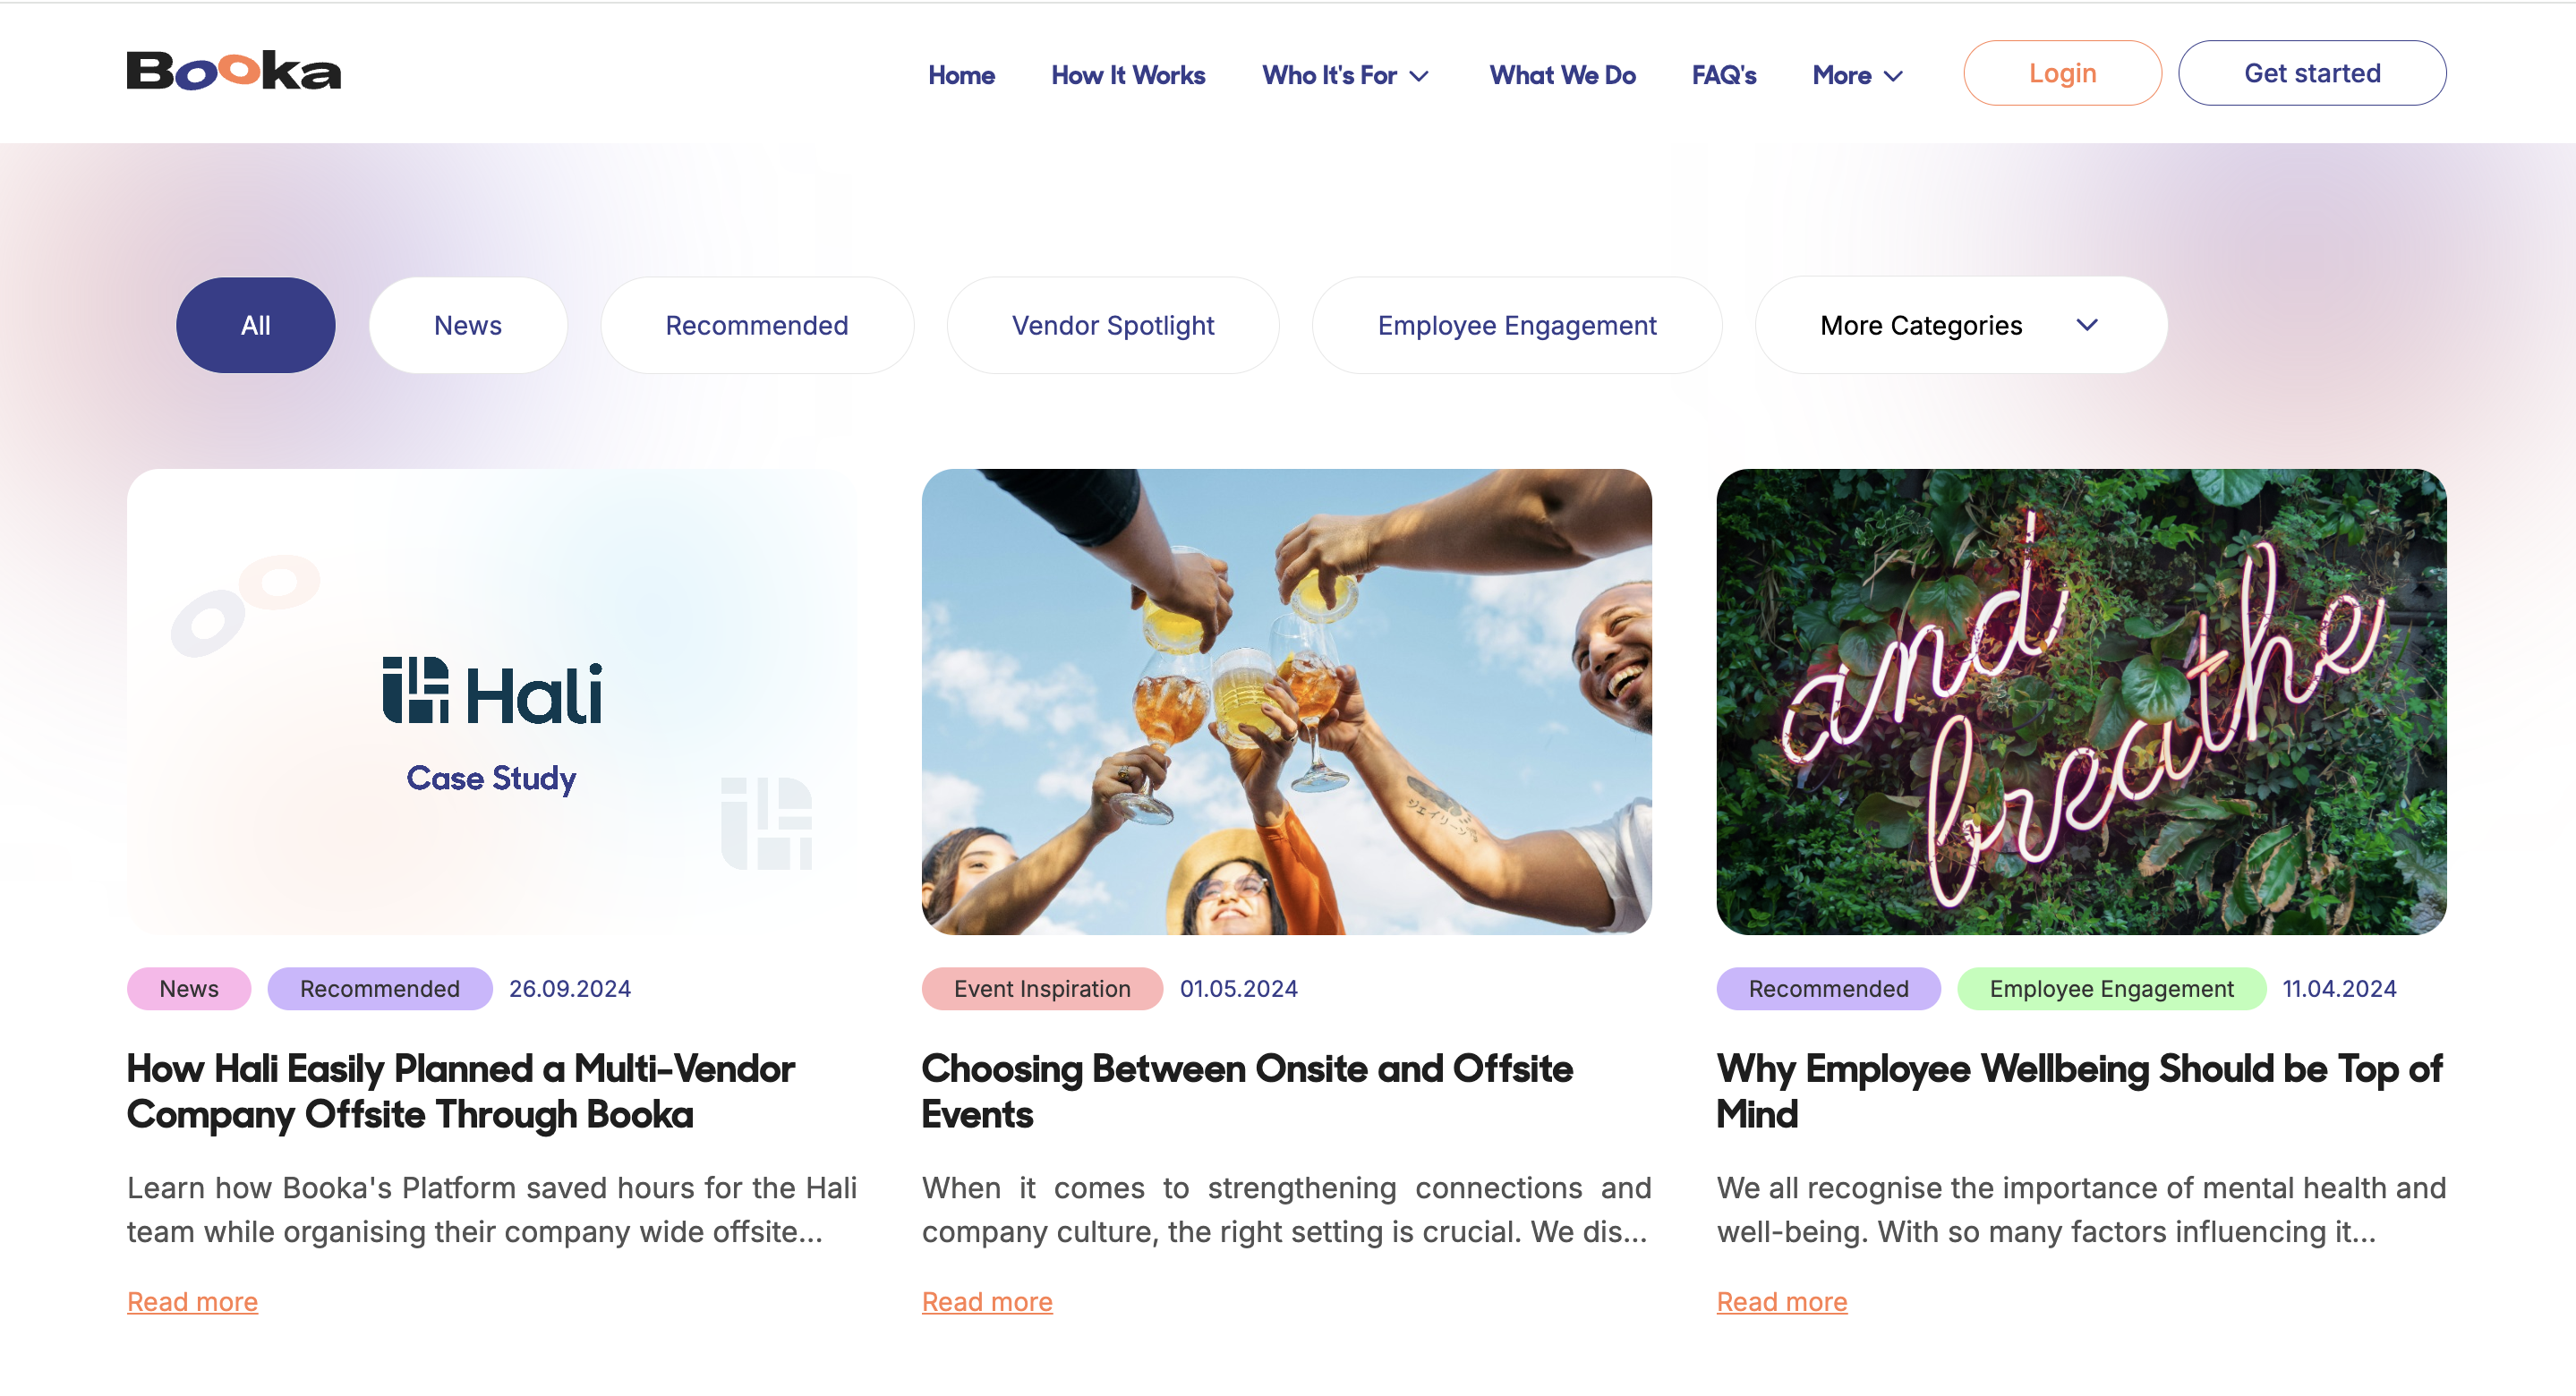 Booka
Home How It Works Who It's For What We Do FAQ's More Login Get started
All News Recommended Vendor Spotlight Employee Engagement More Categories
Hali
Case Study
ジェイリーン
and
breathe
News Recommended 26.09.2024
How Hali Easily Planned a Multi-Vendor
Company Offsite Through Booka
Learn how Booka's Platform saved hours for the Hali
team while organising their company wide offsite...
Read more
Event Inspiration 01.05.2024
Choosing Between Onsite and Offsite
Events
When it comes to strengthening connections and
company culture, the right setting is crucial. We dis...
Read more
Recommended Employee Engagement 11.04.2024
Why Employee Wellbeing Should be Top of
Mind
We all recognise the importance of mental health and
well-being. With so many factors influencing it...
Read more